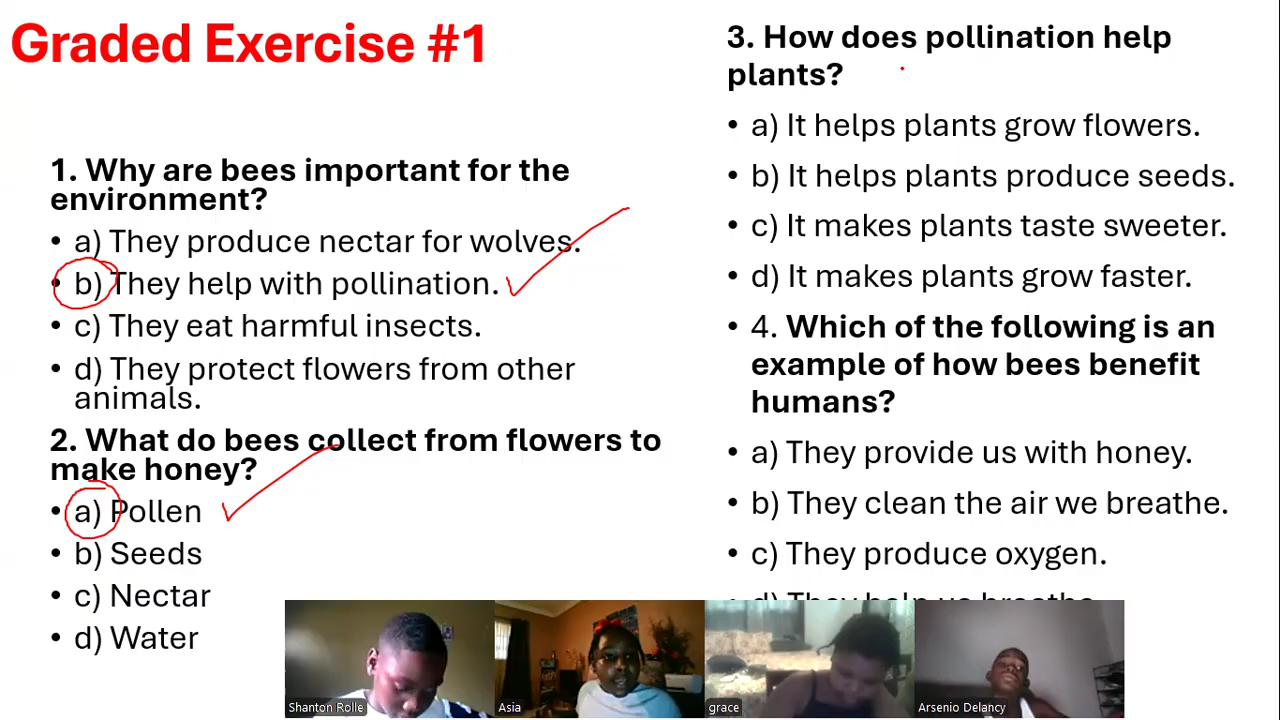 Graded Exercise #1
1. Why are bees important for the
environment?
• a) They produce nectar for wolves.
• b) They help with pollination.
• c) They eat harmful insects.
• d) They protect flowers from other
animals.
2. What do bees collect from flowers to
make honey?
• a) Pollen
• b) Seeds
• c) Nectar
• d) Water
3. How does pollination help
plants?
• a) It helps plants grow flowers.
• b) It helps plants produce seeds.
• c) It makes plants taste sweeter.
• d) It makes plants grow faster.
• 4. Which of the following is an
example of how bees benefit
humans?
• a) They provide us with honey.
• b) They clean the air we breathe.
• c) They produce oxygen.
• d) They help us breathe
Shanton Rolle
Asia
grace
Arsenio Delancy